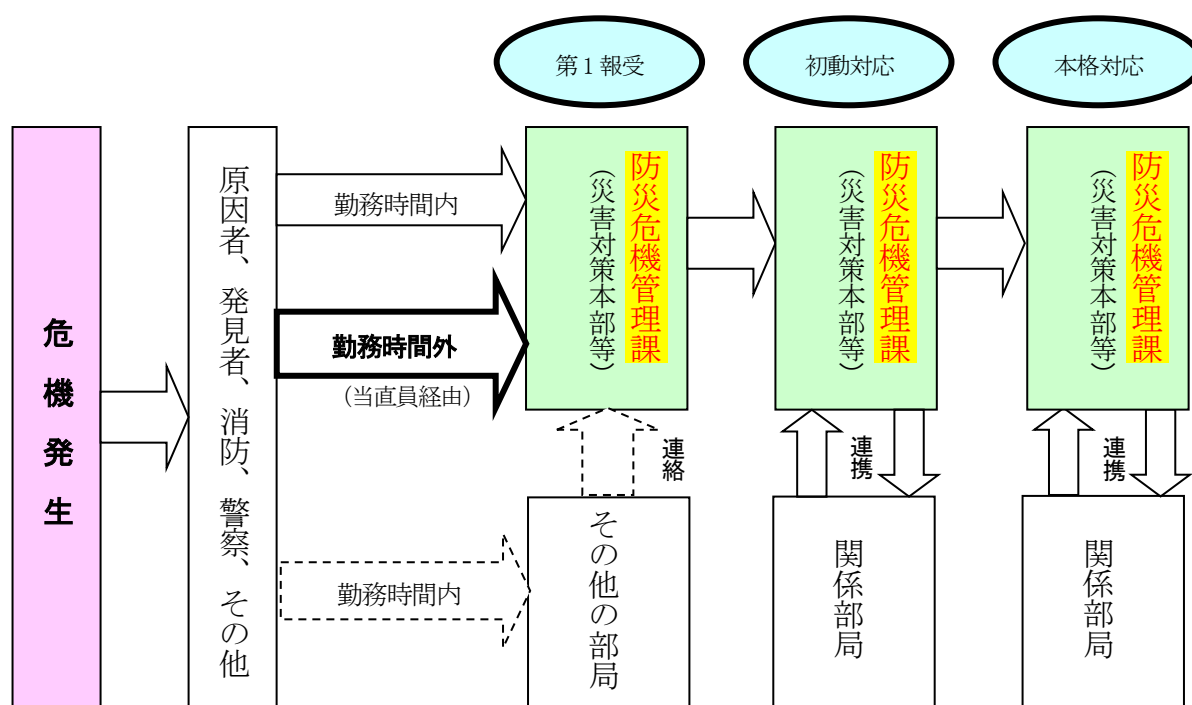 第１報受
初動対応
本格対応
危機発生
原因者、発見者、消防、警察、その他
勤務時間内
勤務時間外
（当直員経由）
勤務時間内
防災危機管理課
（災害対策本部等）
連絡
その他の部局
防災危機管理課
（災害対策本部等）
連携
関係部局
防災危機管理課
（災害対策本部等）
連携
関係部局